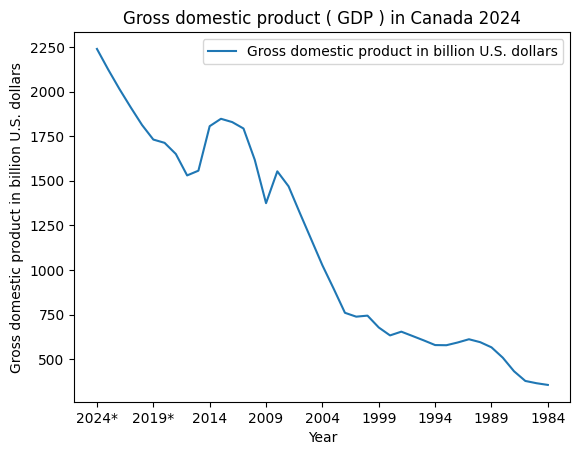 Gross domestic product ( GDP ) in Canada 2024
Gross domestic product in billion U.S. dollars
Gross domestic product in billion U.S. dollars
2250
2000
1750
1500
1250
1000
750
500
2024* 2019* 2014 2009 2004 1999 1994 1989 1984
Year